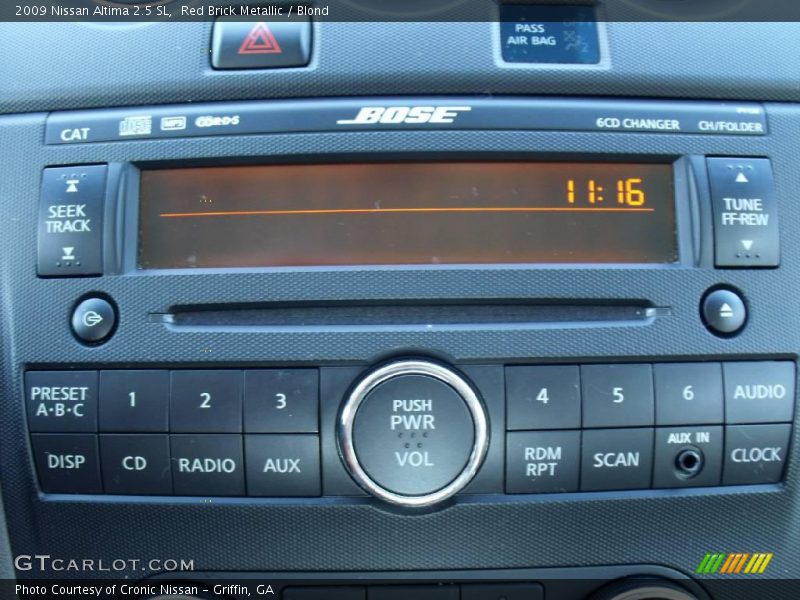 2009 Nissan Altima 2.5 SL,  Red Brick Metallic / Blond
PASS
AIR BAG
CAT
MP3
RDS
BOSE
6CD CHANGER
CH/FOLDER
SEEK
TRACK
11:16
TUNE
FF·REW
PRESET
A·B·C
1
2
3
PUSH
PWR
VOL
4
5
6
AUDIO
DISP
CD
RADIO
AUX
RDM
RPT
SCAN
AUX IN
CLOCK
GTCARLOT.COM
Photo Courtesy of Cronic Nissan - Griffin, GA